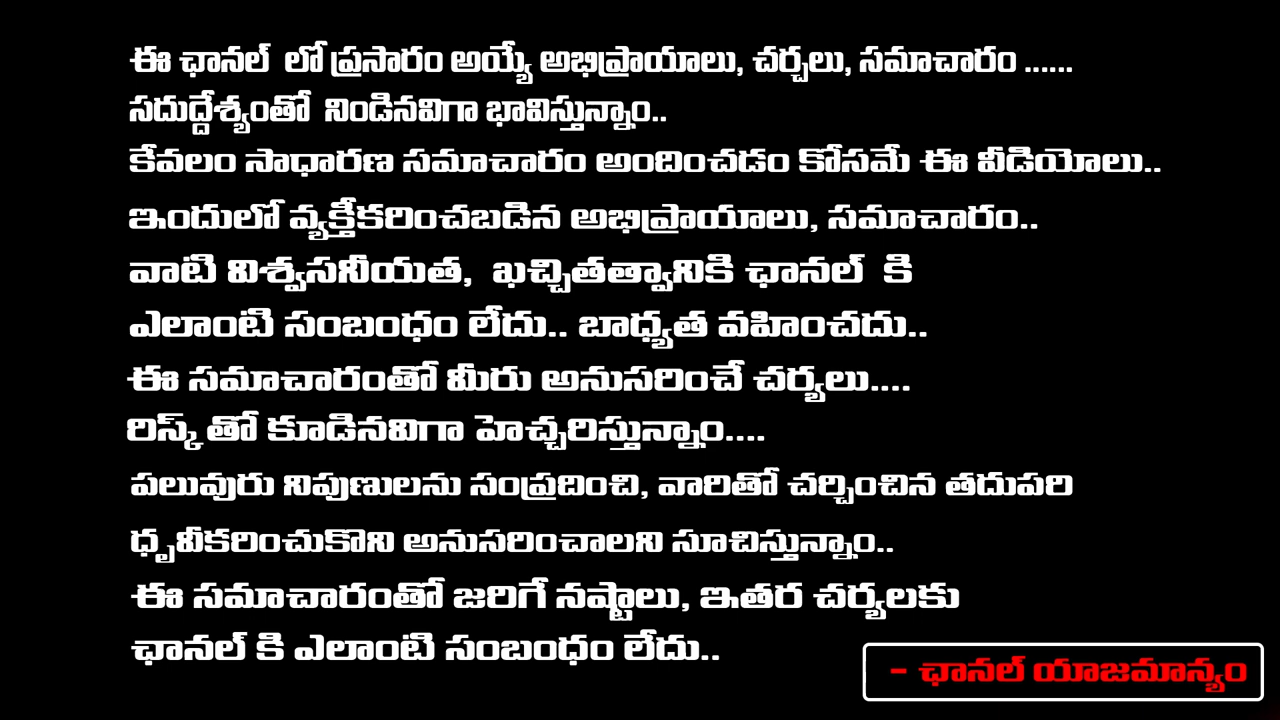 ఈ ఛానల్ లో ప్రసారం అయ్యే అభిప్రాయాలు, చర్చలు, సమాచారం ......
సదుద్దేశ్యంతో నిండినవిగా భావిస్తున్నాం..
కేవలం సాధారణ సమాచారం అందించడం కోసమే ఈ వీడియోలు..
ఇందులో వ్యక్తీకరించబడిన అభిప్రాయాలు, సమాచారం..
వాటి విశ్వసనీయత, ఖచ్చితత్వానికి ఛానల్ కి
ఎలాంటి సంబంధం లేదు.. బాధ్యత వహించదు..
ఈ సమాచారంతో మీరు అనుసరించే చర్యలు....
రిస్క్ తో కూడినవిగా హెచ్చరిస్తున్నాం....
పలువురు నిపుణులను సంప్రదించి, వారితో చర్చించిన తదుపరి
ధృవీకరించుకొని అనుసరించాలని సూచిస్తున్నాం..
ఈ సమాచారంతో జరిగే నష్టాలు, ఇతర చర్యలకు
ఛానల్ కి ఎలాంటి సంబంధం లేదు..
- ఛానల్ యాజమాన్యం